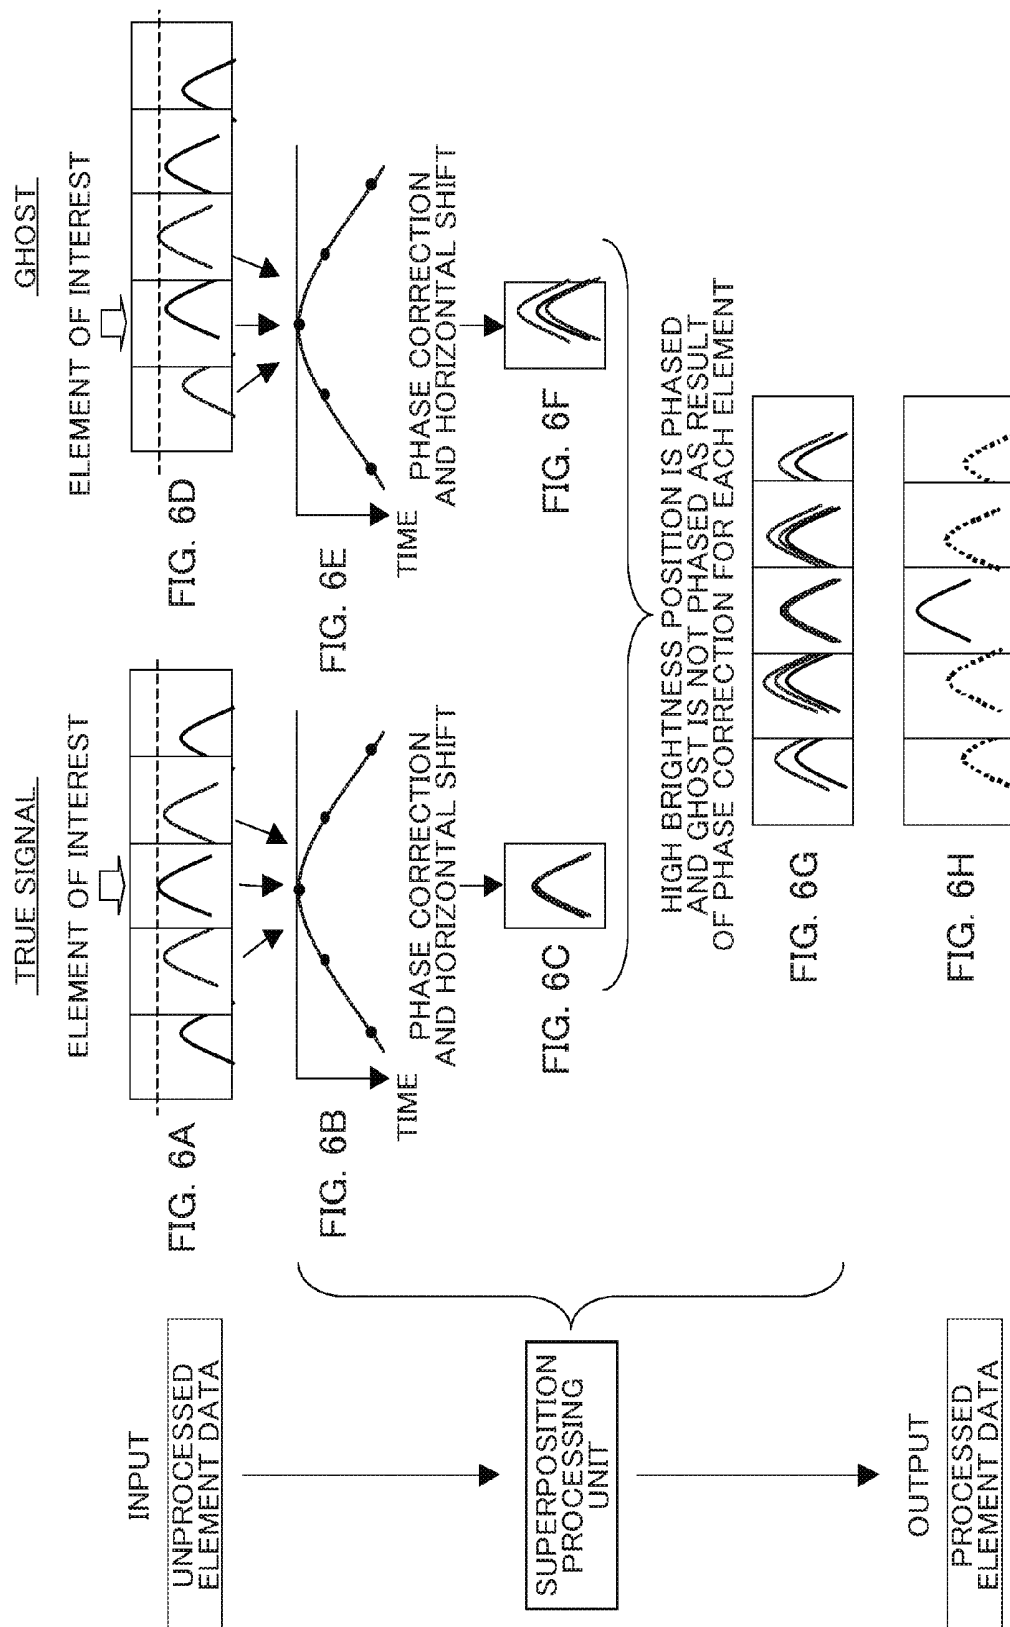 INPUT
UNPROCESSED
ELEMENT DATA
SUPERPOSITION
PROCESSING
UNIT
OUTPUT
PROCESSED
ELEMENT DATA
TRUE SIGNAL
ELEMENT OF INTEREST
FIG. 6A
FIG. 6B
TIME
PHASE CORRECTION
AND HORIZONTAL SHIFT
FIG. 6C
GHOST
ELEMENT OF INTEREST
FIG. 6D
FIG. 6E
TIME
PHASE CORRECTION
AND HORIZONTAL SHIFT
FIG. 6F
HIGH BRIGHTNESS POSITION IS PHASED
AND GHOST IS NOT PHASED AS RESULT
OF PHASE CORRECTION FOR EACH ELEMENT
FIG. 6G
FIG. 6H